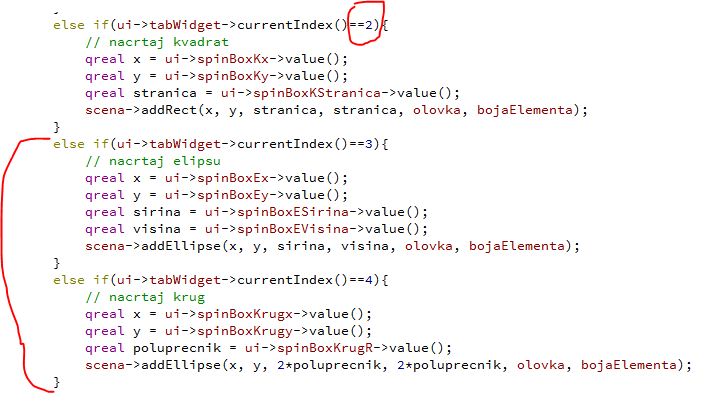 else if(ui->tabWidget->currentIndex()==2){
// nacrtaj kvadrat
qreal x = ui->spinBoxKx->value();
qreal y = ui->spinBoxKy->value();
qreal stranica = ui->spinBoxKStranica->value();
scena->addRect(x, y, stranica, stranica, olovka, bojaElementa);
}
else if(ui->tabWidget->currentIndex()==3){
// nacrtaj elipsu
qreal x = ui->spinBoxEx->value();
qreal y = ui->spinBoxEy->value();
qreal sirina = ui->spinBoxESirina->value();
qreal visina = ui->spinBoxEVisina->value();
scena->addEllipse(x, y, sirina, visina, olovka, bojaElementa);
}
else if(ui->tabWidget->currentIndex()==4){
// nacrtaj krug
qreal x = ui->spinBoxKrugx->value();
qreal y = ui->spinBoxKrugy->value();
qreal poluprecnik = ui->spinBoxKrugR->value();
scena->addEllipse(x, y, 2*poluprecnik, 2*poluprecnik, olovka, bojaElementa);
}